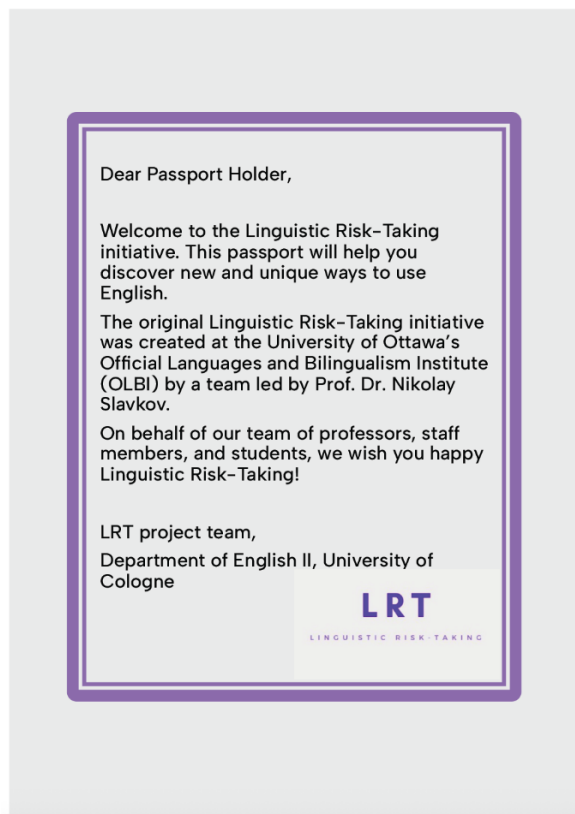 Dear Passport Holder,
Welcome to the Linguistic Risk-Taking
initiative. This passport will help you
discover new and unique ways to use
English.
The original Linguistic Risk-Taking initiative
was created at the University of Ottawa's
Official Languages and Bilingualism Institute
(OLBI) by a team led by Prof. Dr. Nikolay
Slavkov.
On behalf of our team of professors, staff
members, and students, we wish you happy
Linguistic Risk-Taking!
LRT project team,
Department of English II, University of
Cologne
LRT
LINGUISTIC RISK-TAKING